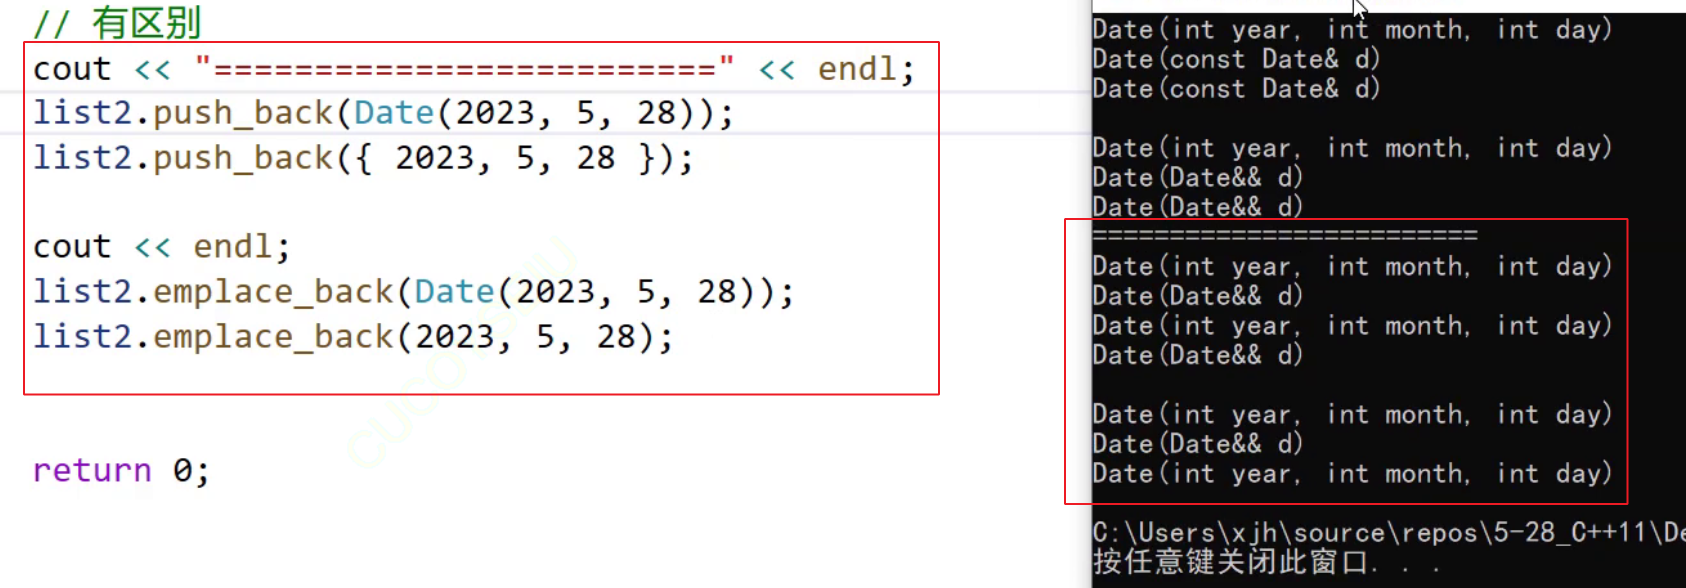 // 有区别
cout << "=========================" << endl;
list2.push_back(Date(2023, 5, 28));
list2.push_back({ 2023, 5, 28 });
cout << endl;
list2.emplace_back(Date(2023, 5, 28));
list2.emplace_back(2023, 5, 28);
return 0;
Date(int year, int month, int day)
Date(const Date& d)
Date(const Date& d)
Date(int year, int month, int day)
Date(Date&& d)
Date(Date&& d)
=========================
Date(int year, int month, int day)
Date(Date&& d)
Date(int year, int month, int day)
Date(Date&& d)
Date(int year, int month, int day)
Date(Date&& d)
Date(int year, int month, int day)
C:\Users\xjh\source\repos\5-28_C++11\De
按任意键关闭此窗口. . .